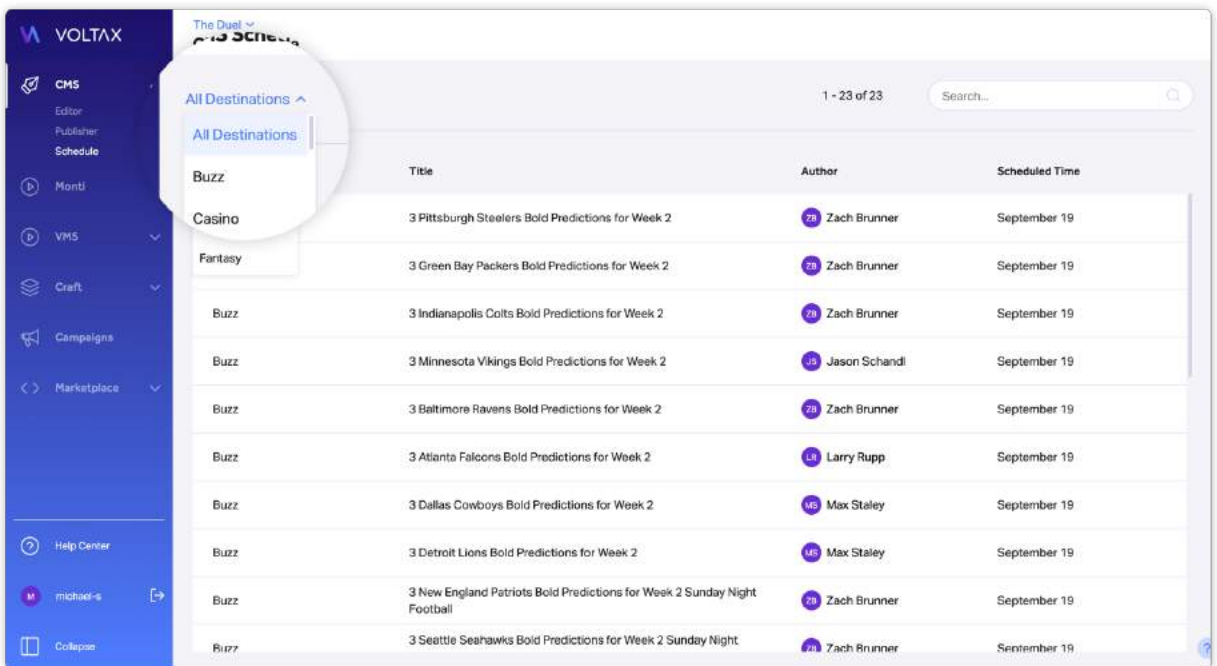 VOLTAX
The Duel
CMS
Editor
Publisher
Schedule
Monti
VMS
Craft
Campaigns
Marketplace
Help Center
M michael-s
Collapse
All Destinations
All Destinations
Buzz
Casino
Fantasy
1 - 23 of 23
Search...
Title Author Scheduled Time
3 Pittsburgh Steelers Bold Predictions for Week 2 ZB Zach Brunner September 19
3 Green Bay Packers Bold Predictions for Week 2 ZB Zach Brunner September 19
Buzz 3 Indianapolis Colts Bold Predictions for Week 2 ZB Zach Brunner September 19
Buzz 3 Minnesota Vikings Bold Predictions for Week 2 JS Jason Schandl September 19
Buzz 3 Baltimore Ravens Bold Predictions for Week 2 ZB Zach Brunner September 19
Buzz 3 Atlanta Falcons Bold Predictions for Week 2 LR Larry Rupp September 19
Buzz 3 Dallas Cowboys Bold Predictions for Week 2 MS Max Staley September 19
Buzz 3 Detroit Lions Bold Predictions for Week 2 MS Max Staley September 19
Buzz 3 New England Patriots Bold Predictions for Week 2 Sunday Night ZB Zach Brunner September 19
Football
Buzz 3 Seattle Seahawks Bold Predictions for Week 2 Sunday Night ZB Zach Brunner September 19
?